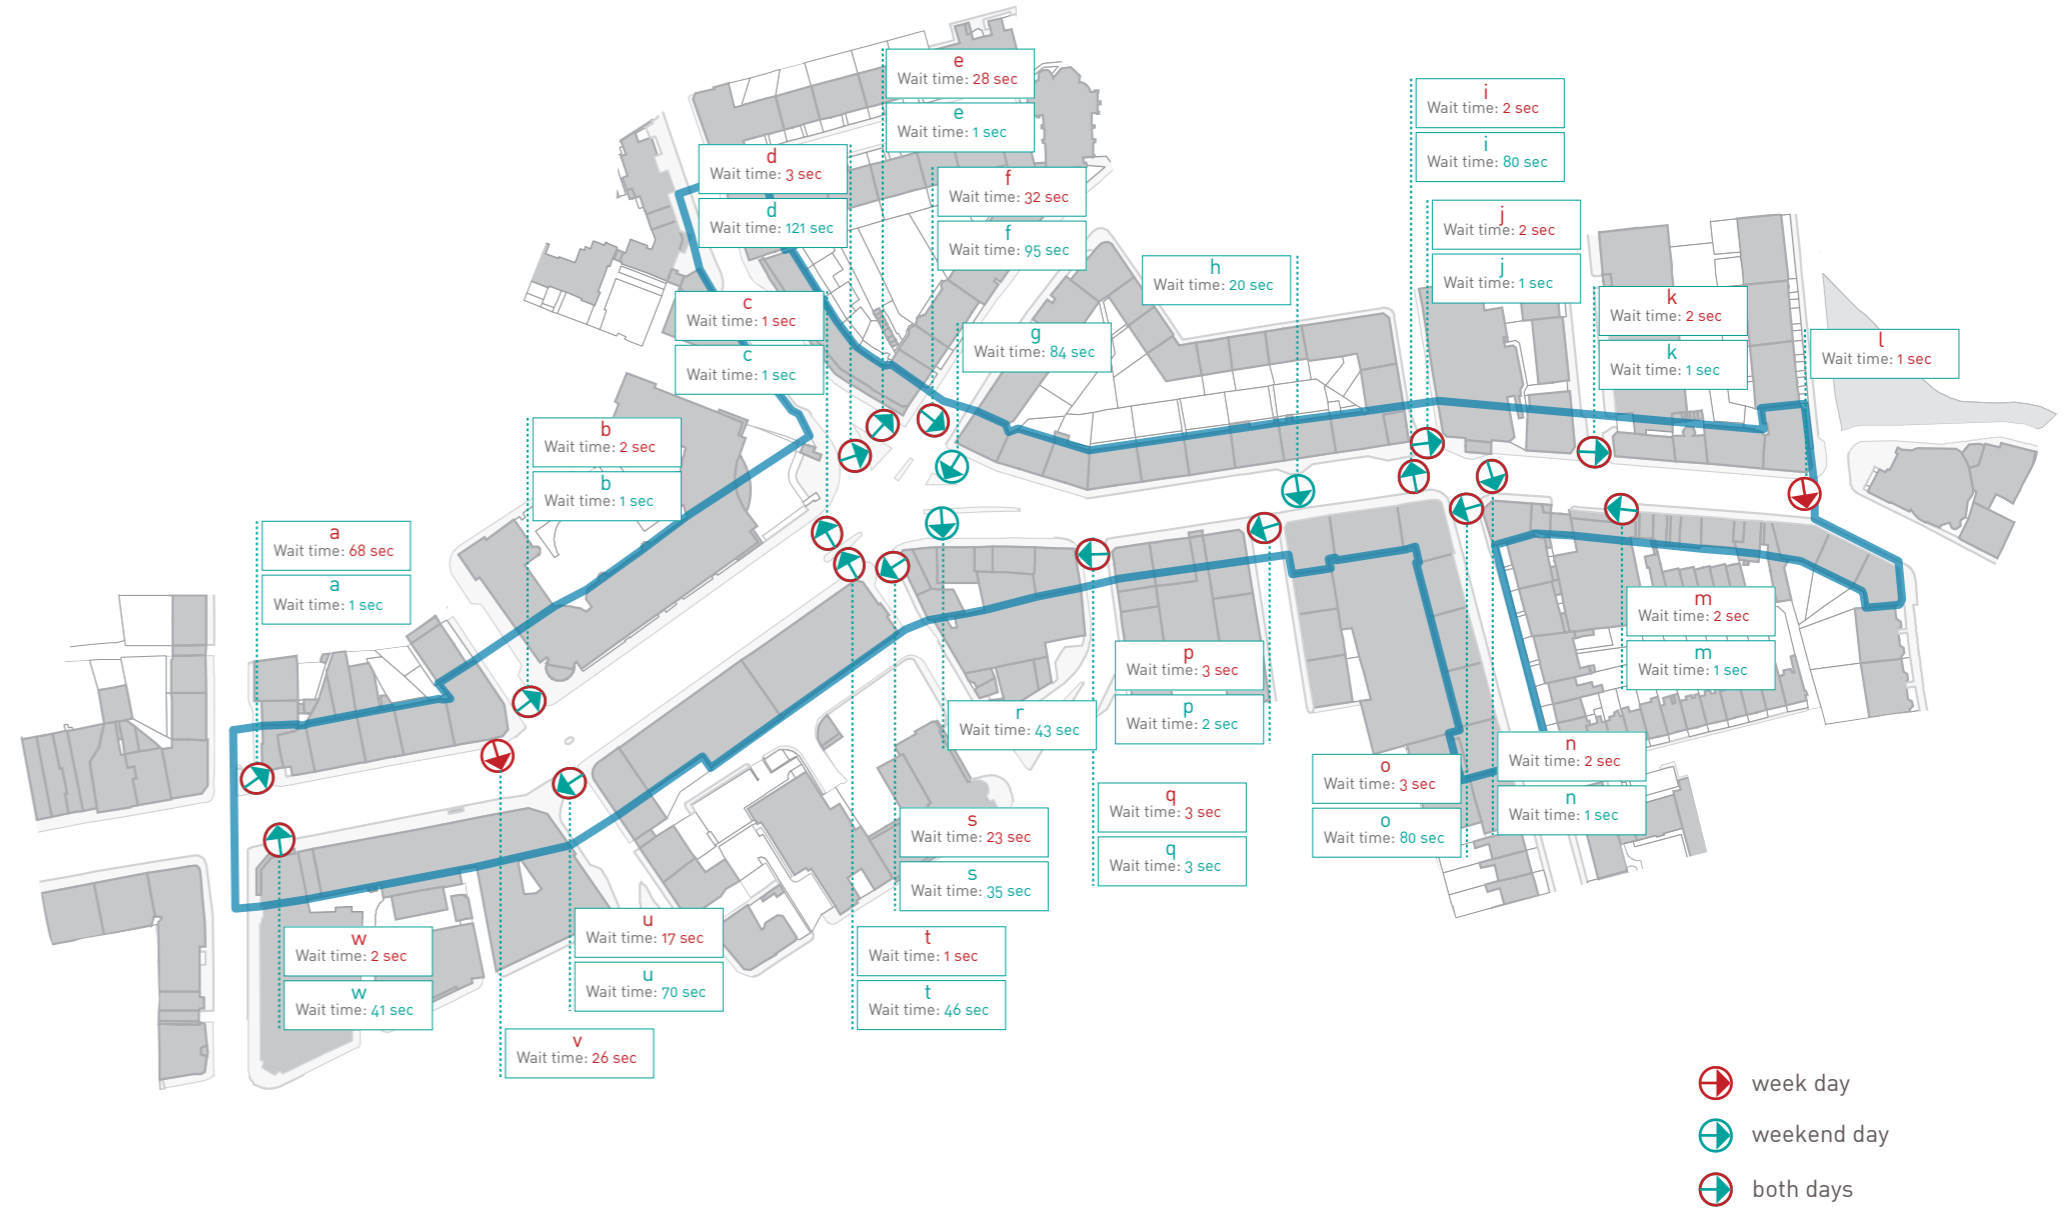 e
Wait time: 28 sec
e
Wait time: 1 sec
i
Wait time: 2 sec
i
Wait time: 80 sec
d
Wait time: 3 sec
d
Wait time: 121 sec
f
Wait time: 32 sec
f
Wait time: 95 sec
j
Wait time: 2 sec
j
Wait time: 1 sec
h
Wait time: 20 sec
c
Wait time: 1 sec
c
Wait time: 1 sec
g
Wait time: 84 sec
k
Wait time: 2 sec
k
Wait time: 1 sec
l
Wait time: 1 sec
b
Wait time: 2 sec
b
Wait time: 1 sec
a
Wait time: 68 sec
a
Wait time: 1 sec
m
Wait time: 2 sec
m
Wait time: 1 sec
p
Wait time: 3 sec
p
Wait time: 2 sec
r
Wait time: 43 sec
n
Wait time: 2 sec
n
Wait time: 1 sec
o
Wait time: 3 sec
o
Wait time: 80 sec
q
Wait time: 3 sec
q
Wait time: 3 sec
s
Wait time: 23 sec
s
Wait time: 35 sec
u
Wait time: 17 sec
u
Wait time: 70 sec
w
Wait time: 2 sec
w
Wait time: 41 sec
t
Wait time: 1 sec
t
Wait time: 46 sec
v
Wait time: 26 sec
week day
weekend day
both days